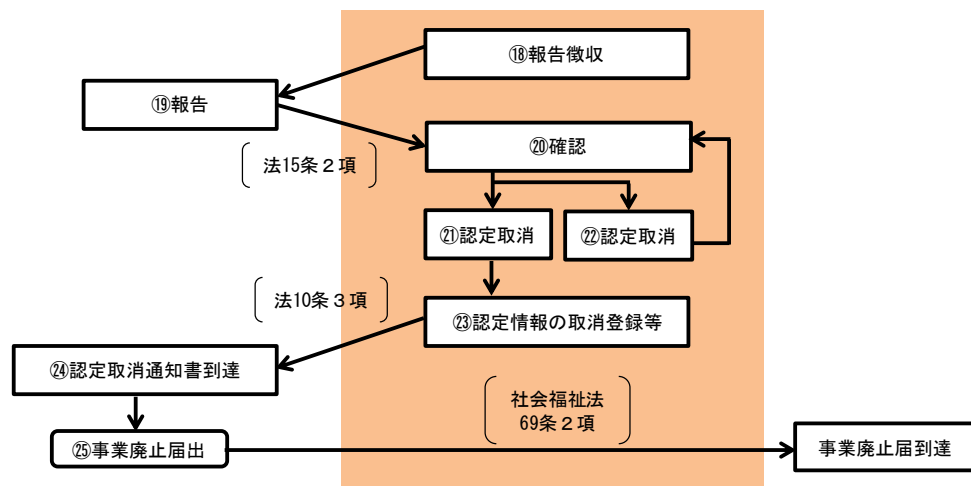 ⑱報告徴収
⑲報告
⑳確認
法15条２項
㉑認定取消
㉒認定取消
法10条３項
㉓認定情報の取消登録等
㉔認定取消通知書到達
社会福祉法
69条２項
㉕事業廃止届出
事業廃止届到達